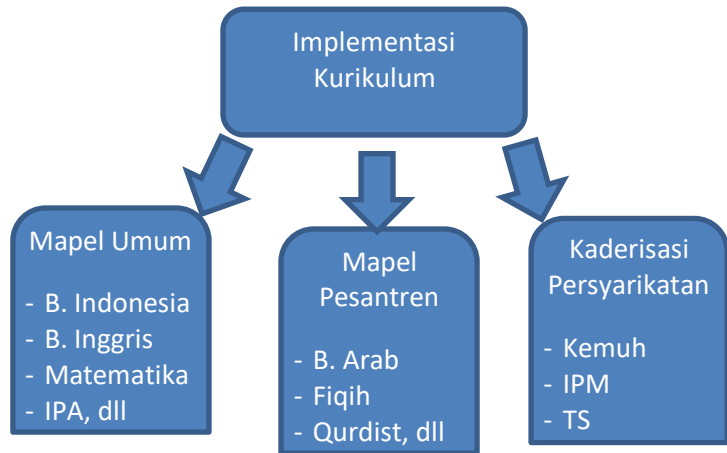 Implementasi
Kurikulum
Mapel Umum
- B. Indonesia
- B. Inggris
- Matematika
- IPA, dll
Mapel
Pesantren
- B. Arab
- Fiqih
- Qurdist, dll
Kaderisasi
Persyarikatan
- Kemuh
- IPM
- TS